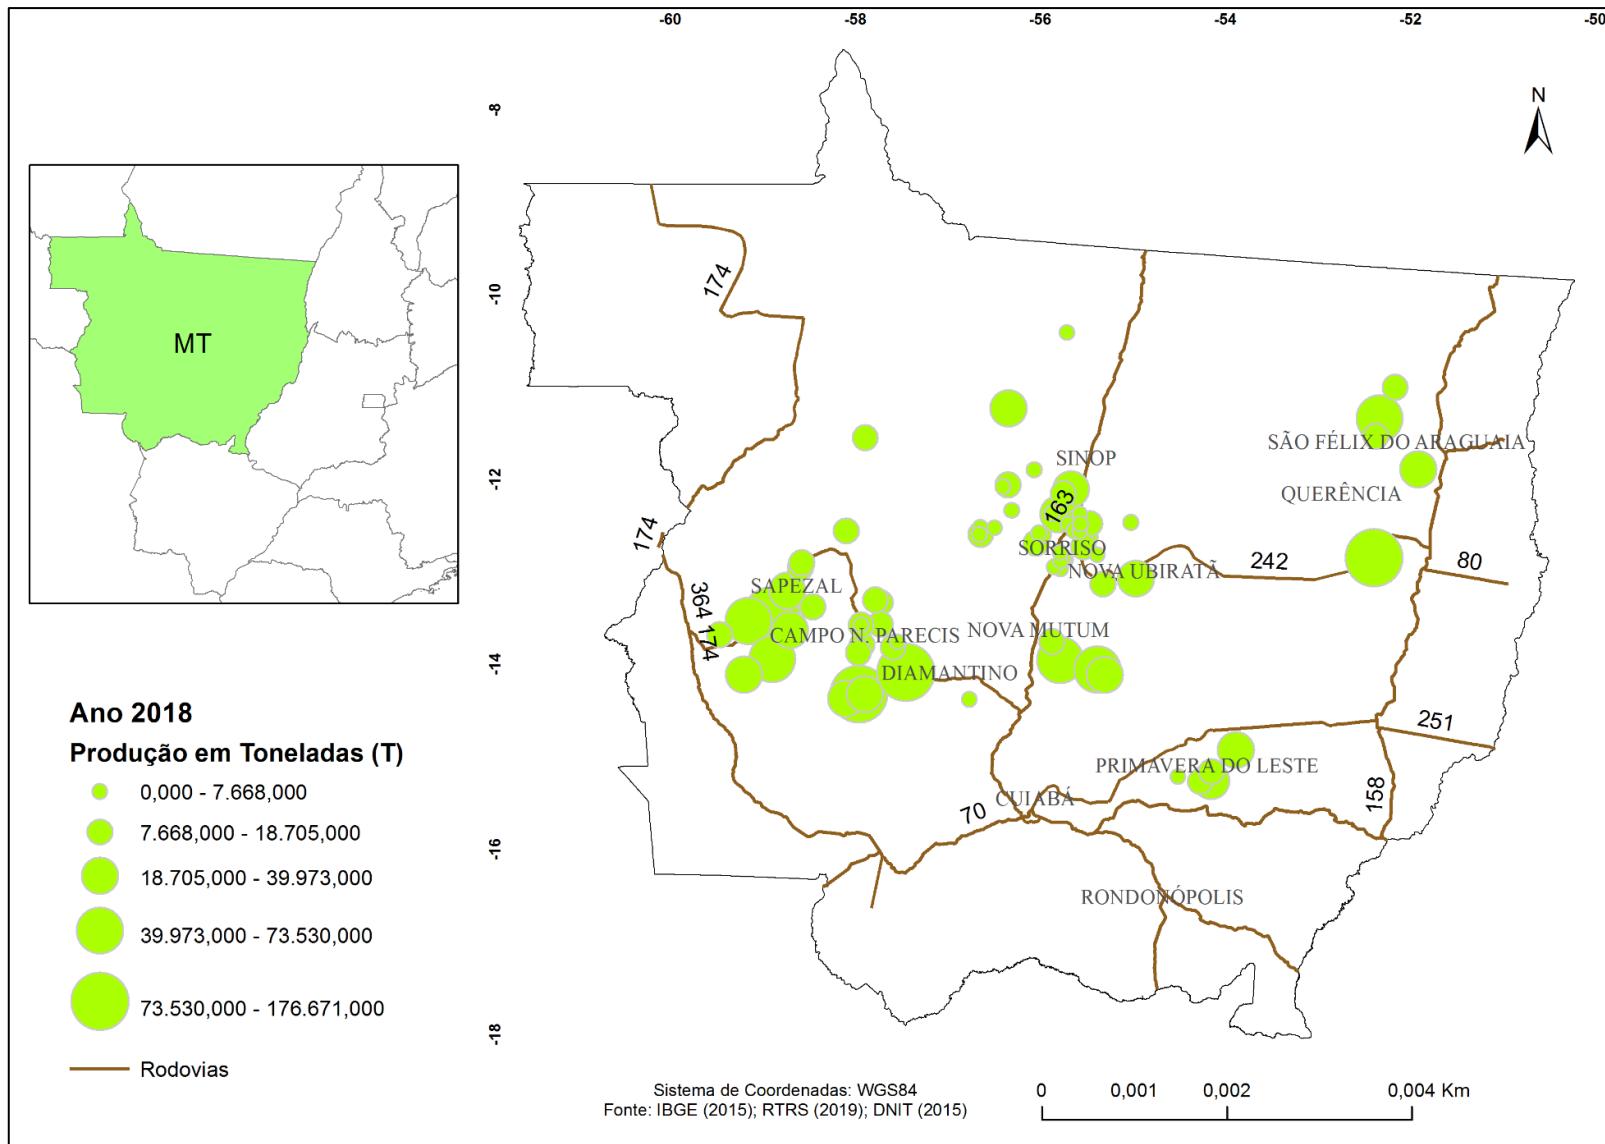 -60
-58
-56
-54
-52
-50
-8
-10
-12
-14
-16
-18
N
MT
174
174
364
174
163
242
80
251
158
70
SÃO FÉLIX DO ARAGUAIA
SINOP
QUERÊNCIA
SORRISO
NOVA UBIRATÃ
SAPEZAL
CAMPO N. PARECIS
NOVA MUTUM
DIAMANTINO
PRIMAVERA DO LESTE
CUIABÁ
RONDONÓPOLIS
Ano 2018
Produção em Toneladas (T)
0,000 - 7.668,000
7.668,000 - 18.705,000
18.705,000 - 39.973,000
39.973,000 - 73.530,000
73.530,000 - 176.671,000
Rodovias
Sistema de Coordenadas: WGS84
Fonte: IBGE (2015); RTRS (2019); DNIT (2015)
0 0,001 0,002 0,004 Km